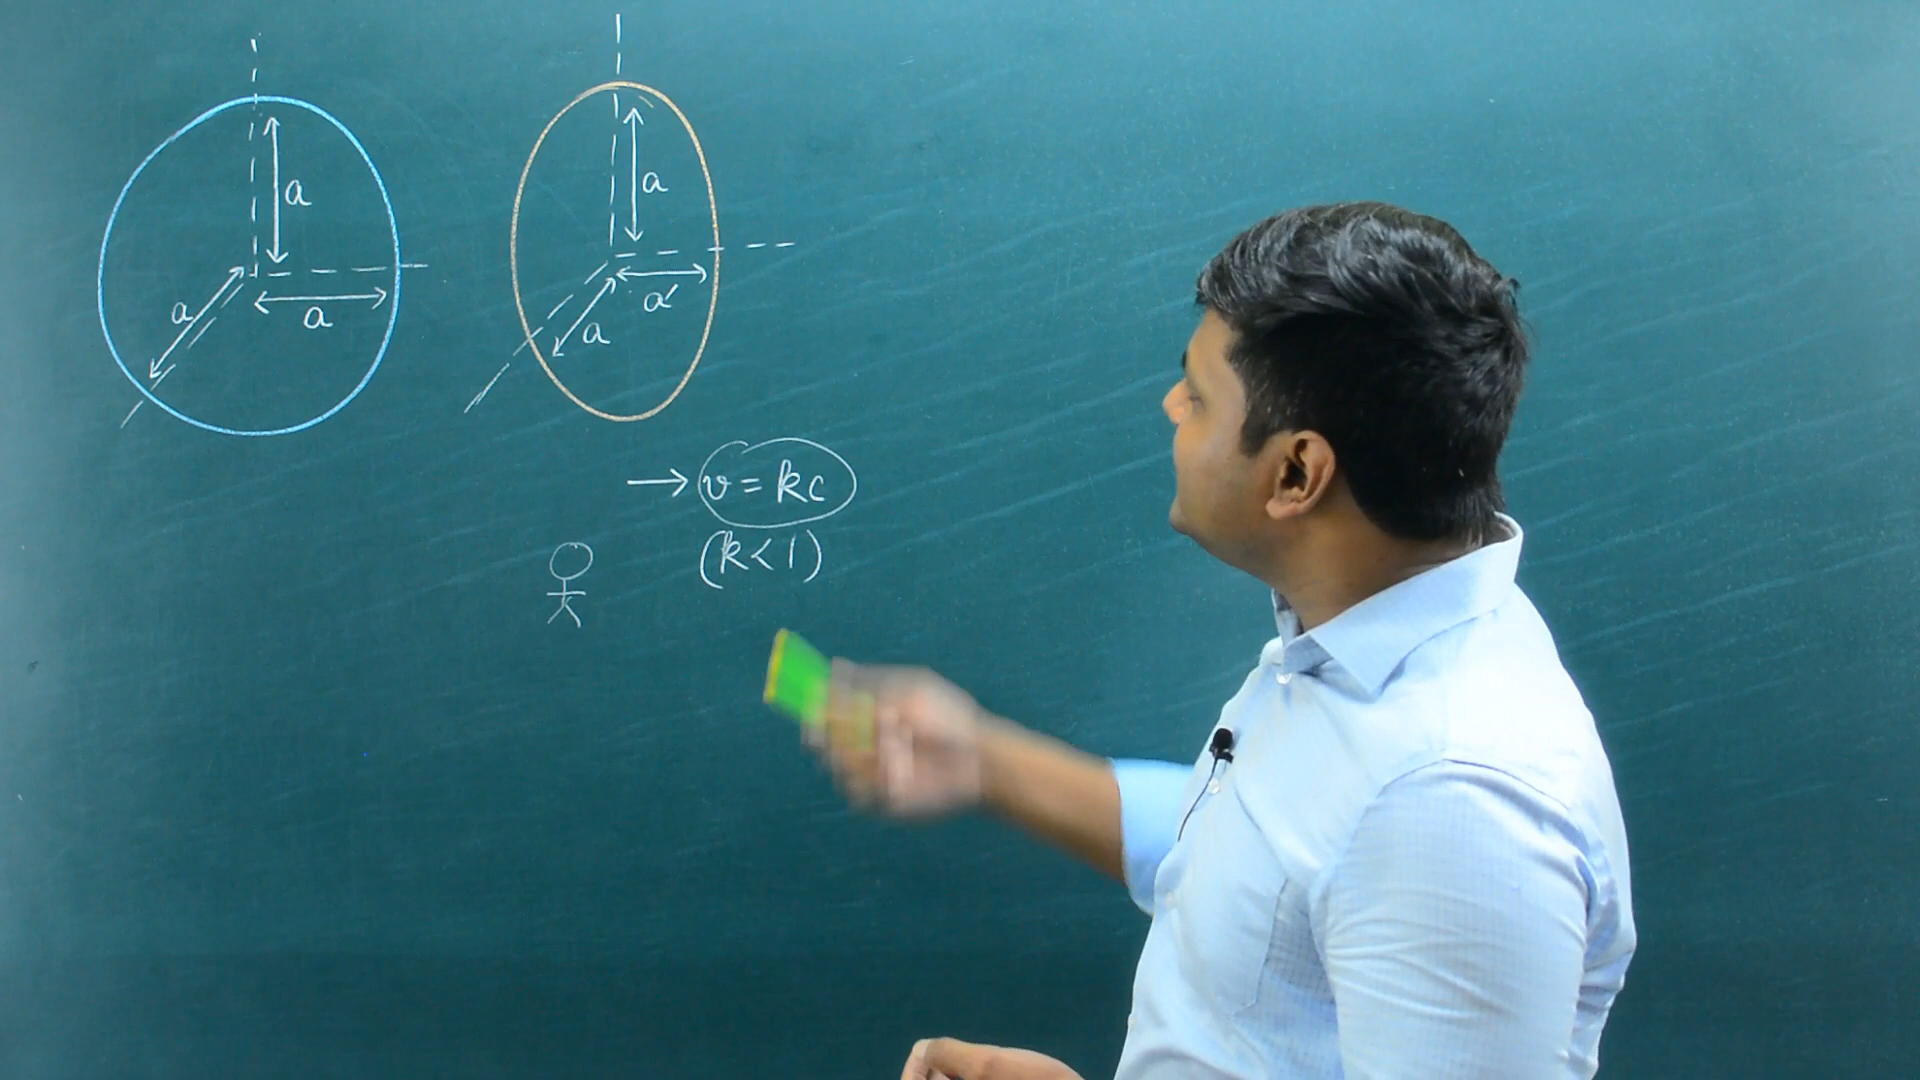 a
a
a
a
a′
a
→ v = kc
(k < 1)